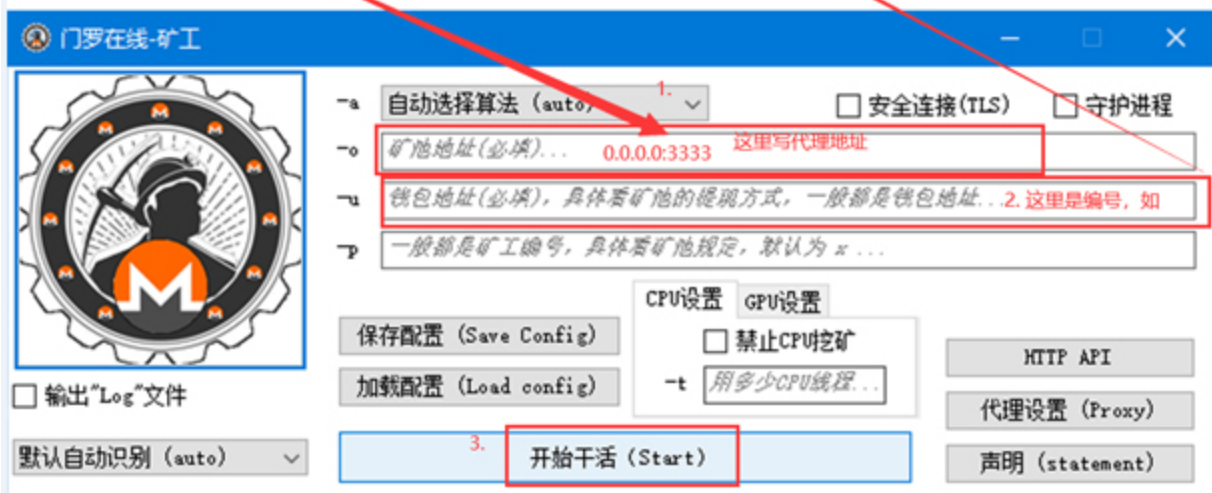 门罗在线-矿工
-a 自动选择算法 (auto) 1. 安全连接(TLS) 守护进程
-o 矿池地址(必填)... 0.0.0.0:3333 这里写代理地址
-u 钱包地址(必填), 具体看矿池的提现方式, 一般都是钱包地址... 2. 这里是编号, 如
-p 一般都是矿工编号, 具体看矿池规定, 默认为 x ...
CPU设置 GPU设置
保存配置 (Save Config) 禁止CPU挖矿 HTTP API
输出"Log"文件 加载配置 (Load config) -t 用多少CPU线程... 代理设置 (Proxy)
默认自动识别 (auto) 3. 开始干活 (Start) 声明 (statement)